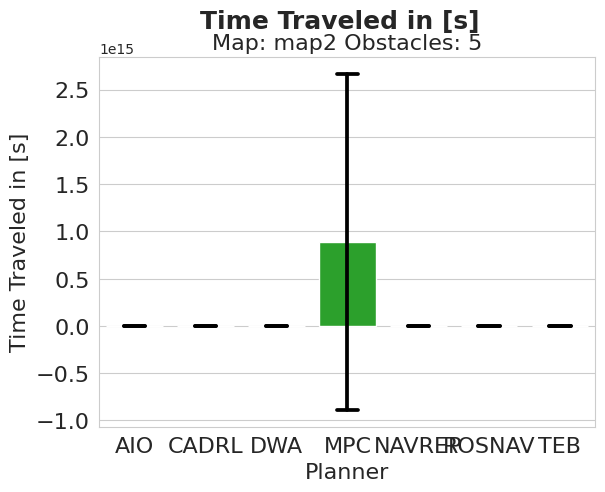 Time Traveled in [s]
Map: map2 Obstacles: 5
1e15
2.5
2.0
1.5
1.0
0.5
0.0
−0.5
−1.0
Time Traveled in [s]
AIO CADRL DWA MPC NAVREP ROSNAV TEB
Planner